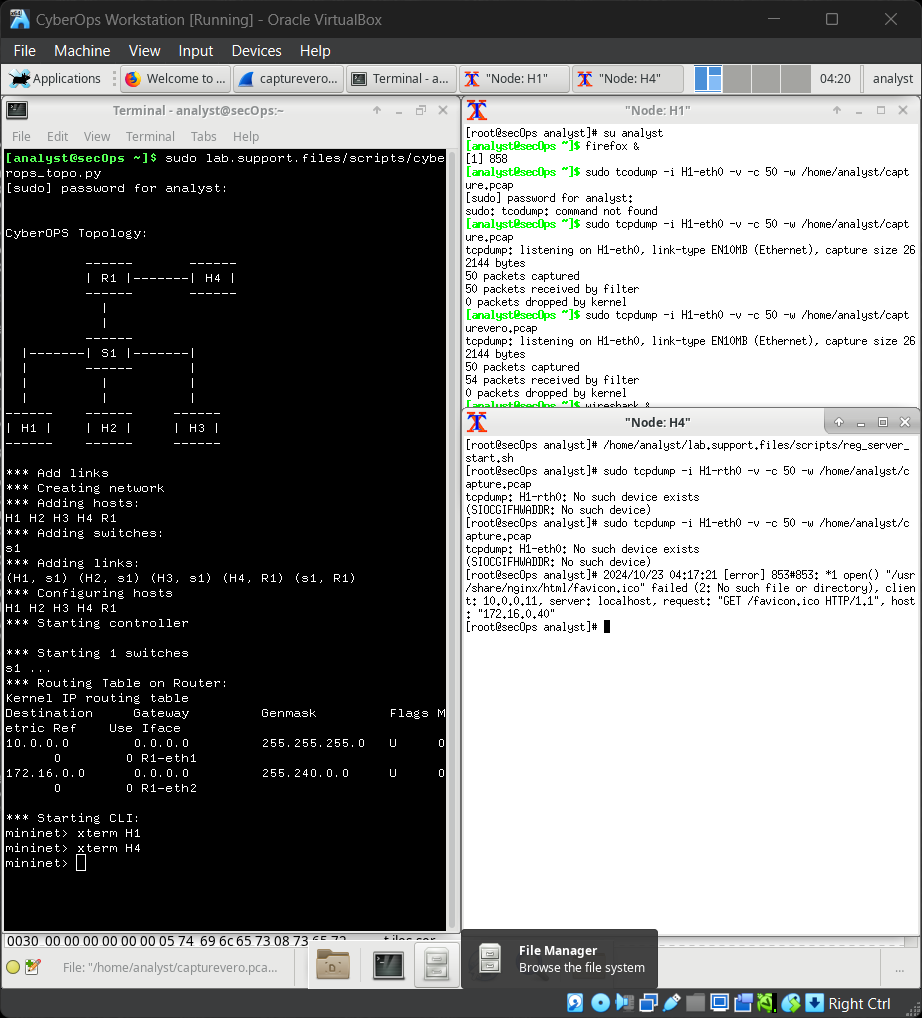 CyberOps Workstation [Running] - Oracle VirtualBox
File Machine View Input Devices Help
Applications Welcome to ... capturevero.... Terminal - a... "Node: H1" "Node: H4" 04:20 analyst
Terminal - analyst@secOps:~
File Edit View Terminal Tabs Help
[analyst@secOps ~]$ sudo lab.support.files/scripts/cybe
rops_topo.py
[sudo] password for analyst:
CyberOPS Topology:
| R1 |-------| H4 |
|-------| S1 |-------|
| H1 | | H2 | | H3 |
*** Add links
*** Creating network
*** Adding hosts:
H1 H2 H3 H4 R1
*** Adding switches:
s1
*** Adding links:
(H1, s1) (H2, s1) (H3, s1) (H4, R1) (s1, R1)
*** Configuring hosts
H1 H2 H3 H4 R1
*** Starting controller
*** Starting 1 switches
s1 ...
*** Routing Table on Router:
Kernel IP routing table
Destination Gateway Genmask Flags M
etric Ref Use Iface
10.0.0.0 0.0.0.0 255.255.255.0 U 0
0 0 R1-eth1
172.16.0.0 0.0.0.0 255.240.0.0 U 0
0 0 R1-eth2
*** Starting CLI:
mininet> xterm H1
mininet> xterm H4
mininet>
"Node: H1"
[root@secOps analyst]# su analyst
[analyst@secOps ~]$ firefox &
[1] 858
[analyst@secOps ~]$ sudo tcodump -i H1-eth0 -v -c 50 -w /home/analyst/capt
ure.pcap
[sudo] password for analyst:
sudo: tcodump: command not found
[analyst@secOps ~]$ sudo tcpdump -i H1-eth0 -v -c 50 -w /home/analyst/capt
ure.pcap
tcpdump: listening on H1-eth0, link-type EN10MB (Ethernet), capture size 26
2144 bytes
50 packets captured
50 packets received by filter
0 packets dropped by kernel
[analyst@secOps ~]$ sudo tcpdump -i H1-eth0 -v -c 50 -w /home/analyst/capt
urevero.pcap
tcpdump: listening on H1-eth0, link-type EN10MB (Ethernet), capture size 26
2144 bytes
50 packets captured
54 packets received by filter
0 packets dropped by kernel
[analyst@secOps ~]$ wireshark &
"Node: H4"
[root@secOps analyst]# /home/analyst/lab.support.files/scripts/reg_server_
start.sh
[root@secOps analyst]# sudo tcpdump -i H1-rth0 -v -c 50 -w /home/analyst/c
apture.pcap
tcpdump: H1-rth0: No such device exists
(SIOCGIFHWADDR: No such device)
[root@secOps analyst]# sudo tcpdump -i H1-eth0 -v -c 50 -w /home/analyst/c
apture.pcap
tcpdump: H1-eth0: No such device exists
(SIOCGIFHWADDR: No such device)
[root@secOps analyst]# 2024/10/23 04:17:21 [error] 853#853: *1 open() "/usr
/share/nginx/html/favicon.ico" failed (2: No such file or directory), clien
t: 10.0.0.11, server: localhost, request: "GET /favicon.ico HTTP/1.1", host
: "172.16.0.40"
[root@secOps analyst]#
0030 00 00 00 00 00 00 05 74 69 6c 65 73 08 73 65 72
File: "/home/analyst/capturevero.pca... ...
File Manager
Browse the file system
Right Ctrl